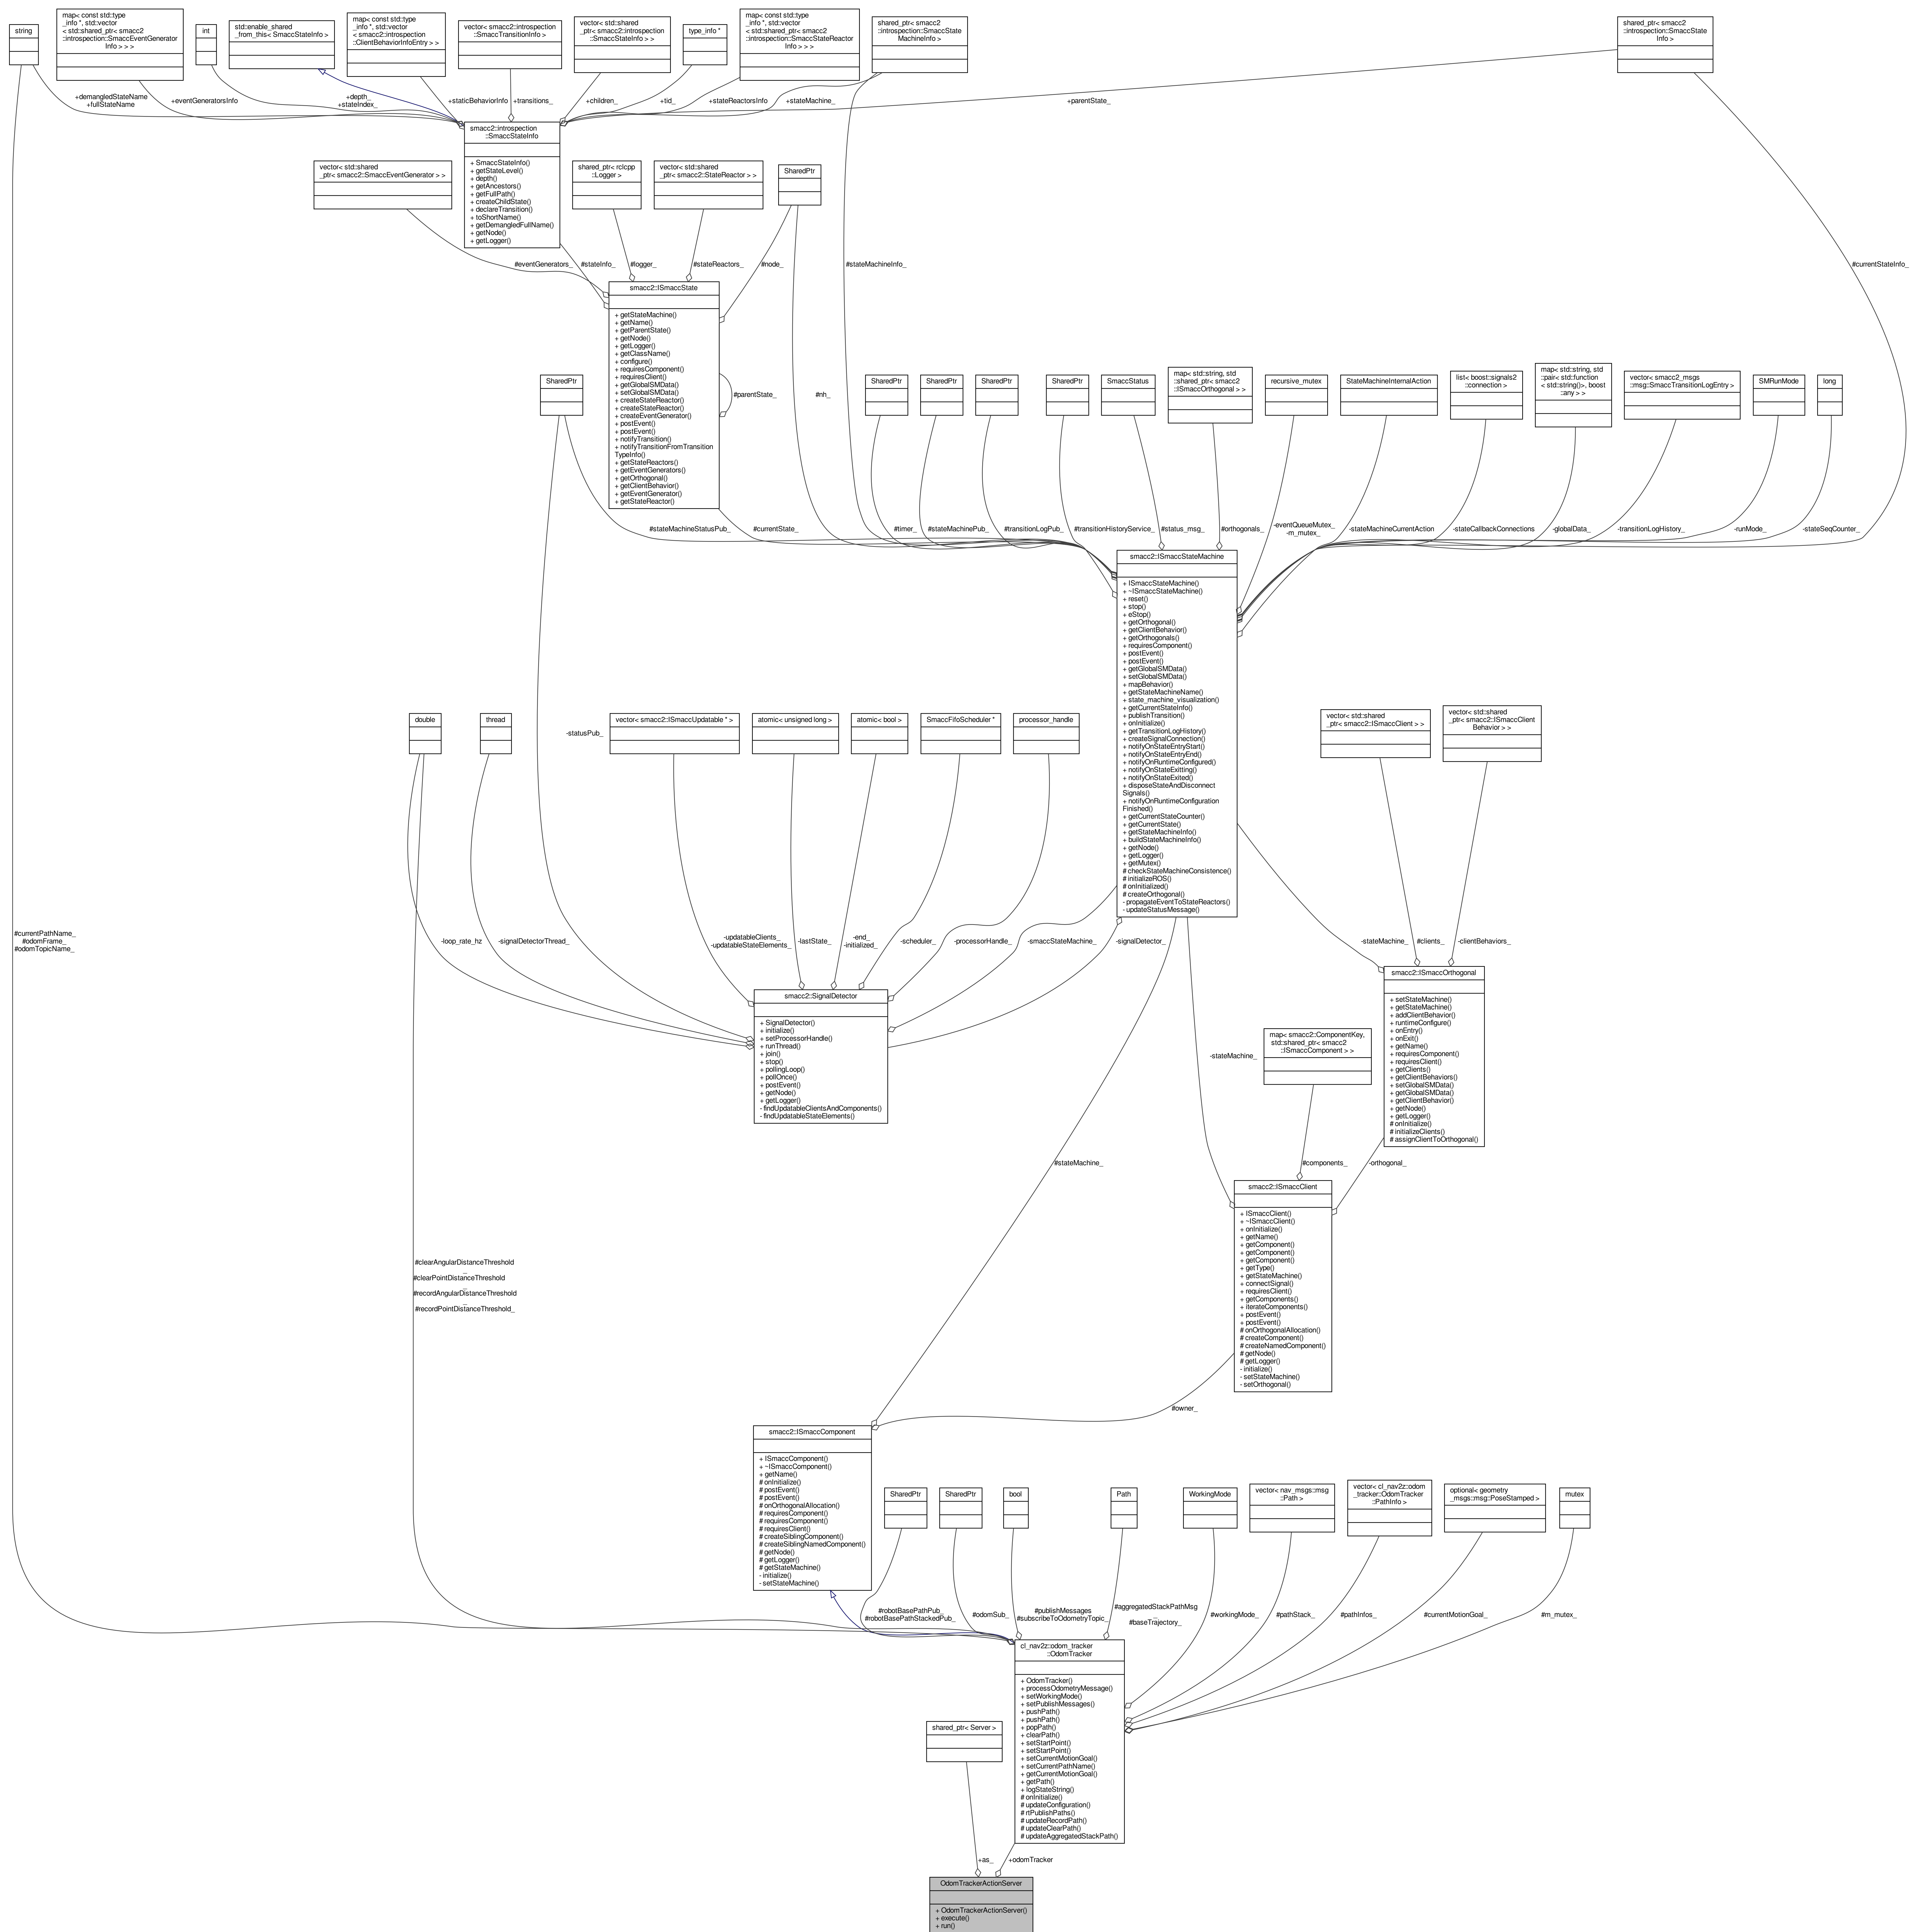 string
map< const std::type
_info *, std::vector
< std::shared_ptr< smacc2
::introspection::SmaccEventGenerator
Info > > >
int
std::enable_shared
_from_this< SmaccStateInfo >
map< const std::type
_info *, std::vector
< smacc2::introspection
::ClientBehaviorInfoEntry > >
vector< smacc2::introspection
::SmaccTransitionInfo >
vector< std::shared
_ptr< smacc2::introspection
::SmaccStateInfo > >
type_info *
map< const std::type
_info *, std::vector
< std::shared_ptr< smacc2
::introspection::SmaccStateReactor
Info > > >
shared_ptr< smacc2
::introspection::SmaccState
MachineInfo >
shared_ptr< smacc2
::introspection::SmaccState
Info >
+demangledStateName
+fullStateName
+eventGeneratorsInfo
+depth_
+stateIndex_
+staticBehaviorInfo
+transitions_
+children_
+tid_
+stateReactorsInfo
+stateMachine_
+parentState_
smacc2::introspection
::SmaccStateInfo
+ SmaccStateInfo()
+ getStateLevel()
+ depth()
+ getAncestors()
+ getFullPath()
+ createChildState()
+ declareTransition()
+ toShortName()
+ getDemangledFullName()
+ getNode()
+ getLogger()
vector< std::shared
_ptr< smacc2::SmaccEventGenerator > >
shared_ptr< rclcpp
::Logger >
vector< std::shared
_ptr< smacc2::StateReactor > >
SharedPtr
#eventGenerators_
#stateInfo_
#logger_
#stateReactors_
#node_
#stateMachineInfo_
#currentStateInfo_
smacc2::ISmaccState
+ getStateMachine()
+ getName()
+ getParentState()
+ getNode()
+ getLogger()
+ getClassName()
+ configure()
+ requiresComponent()
+ requiresClient()
+ getGlobalSMData()
+ setGlobalSMData()
+ createStateReactor()
+ createStateReactor()
+ createEventGenerator()
+ postEvent()
+ postEvent()
+ notifyTransition()
+ notifyTransitionFromTransition
TypeInfo()
+ getStateReactors()
+ getEventGenerators()
+ getOrthogonal()
+ getClientBehavior()
+ getEventGenerator()
+ getStateReactor()
#parentState_
#nh_
SharedPtr
SharedPtr
SharedPtr
SharedPtr
SharedPtr
SmaccStatus
map< std::string, std
::shared_ptr< smacc2
::ISmaccOrthogonal > >
recursive_mutex
StateMachineInternalAction
list< boost::signals2
::connection >
map< std::string, std
::pair< std::function
< std::string()>, boost
::any > >
vector< smacc2_msgs
::msg::SmaccTransitionLogEntry >
SMRunMode
long
#stateMachineStatusPub_
#currentState_
#timer_
#stateMachinePub_
#transitionLogPub_
#transitionHistoryService_
#status_msg_
#orthogonals_
-eventQueueMutex_
-m_mutex_
-stateMachineCurrentAction
-stateCallbackConnections
-globalData_
-transitionLogHistory_
-runMode_
-stateSeqCounter_
smacc2::ISmaccStateMachine
+ ISmaccStateMachine()
+ ~ISmaccStateMachine()
+ reset()
+ stop()
+ eStop()
+ getOrthogonal()
+ getClientBehavior()
+ getOrthogonals()
+ requiresComponent()
+ postEvent()
+ postEvent()
+ getGlobalSMData()
+ setGlobalSMData()
+ mapBehavior()
+ getStateMachineName()
+ state_machine_visualization()
+ getCurrentStateInfo()
+ publishTransition()
+ onInitialize()
+ getTransitionLogHistory()
+ createSignalConnection()
+ notifyOnStateEntryStart()
+ notifyOnStateEntryEnd()
+ notifyOnRuntimeConfigured()
+ notifyOnStateExitting()
+ notifyOnStateExited()
+ disposeStateAndDisconnect
Signals()
+ notifyOnRuntimeConfiguration
Finished()
+ getCurrentStateCounter()
+ getCurrentState()
+ getStateMachineInfo()
+ buildStateMachineInfo()
+ getNode()
+ getLogger()
+ getMutex()
# checkStateMachineConsistence()
# initializeROS()
# onInitialized()
# createOrthogonal()
- propagateEventToStateReactors()
- updateStatusMessage()
double
thread
-statusPub_
vector< smacc2::ISmaccUpdatable * >
atomic< unsigned long >
atomic< bool >
SmaccFifoScheduler *
processor_handle
vector< std::shared
_ptr< smacc2::ISmaccClient > >
vector< std::shared
_ptr< smacc2::ISmaccClient
Behavior > >
#currentPathName_
#odomFrame_
#odomTopicName_
-loop_rate_hz
-signalDetectorThread_
-updatableClients_
-updatableStateElements_
-lastState_
-end_
-initialized_
-scheduler_
-processorHandle_
-smaccStateMachine_
-signalDetector_
-stateMachine_
#clients_
-clientBehaviors_
smacc2::SignalDetector
+ SignalDetector()
+ initialize()
+ setProcessorHandle()
+ runThread()
+ join()
+ stop()
+ pollingLoop()
+ pollOnce()
+ postEvent()
+ getNode()
+ getLogger()
- findUpdatableClientsAndComponents()
- findUpdatableStateElements()
smacc2::ISmaccOrthogonal
+ setStateMachine()
+ getStateMachine()
+ addClientBehavior()
+ runtimeConfigure()
+ onEntry()
+ onExit()
+ getName()
+ requiresComponent()
+ requiresClient()
+ getClients()
+ getClientBehaviors()
+ setGlobalSMData()
+ getGlobalSMData()
+ getClientBehavior()
+ getNode()
+ getLogger()
# onInitialize()
# initializeClients()
# assignClientToOrthogonal()
map< smacc2::ComponentKey,
std::shared_ptr< smacc2
::ISmaccComponent > >
-stateMachine_
#stateMachine_
#components_
-orthogonal_
smacc2::ISmaccClient
+ ISmaccClient()
+ ~ISmaccClient()
+ onInitialize()
+ getName()
+ getComponent()
+ getComponent()
+ getComponent()
+ getType()
+ getStateMachine()
+ connectSignal()
+ requiresClient()
+ getComponents()
+ iterateComponents()
+ postEvent()
+ postEvent()
# onOrthogonalAllocation()
# createComponent()
# createNamedComponent()
# getNode()
# getLogger()
- initialize()
- setStateMachine()
- setOrthogonal()
#clearAngularDistanceThreshold
_
#clearPointDistanceThreshold
_
#recordAngularDistanceThreshold
_
#recordPointDistanceThreshold_
#owner_
smacc2::ISmaccComponent
+ ISmaccComponent()
+ ~ISmaccComponent()
+ getName()
# onInitialize()
# postEvent()
# postEvent()
# onOrthogonalAllocation()
# requiresComponent()
# requiresComponent()
# requiresClient()
# createSiblingComponent()
# createSiblingNamedComponent()
# getNode()
# getLogger()
# getStateMachine()
- initialize()
- setStateMachine()
SharedPtr
SharedPtr
bool
Path
WorkingMode
vector< nav_msgs::msg
::Path >
vector< cl_nav2z::odom
_tracker::OdomTracker
::PathInfo >
optional< geometry
_msgs::msg::PoseStamped >
mutex
#robotBasePathPub_
#robotBasePathStackedPub_
#odomSub_
#publishMessages
#subscribeToOdometryTopic_
#aggregatedStackPathMsg
_
#baseTrajectory_
#workingMode_
#pathStack_
#pathInfos_
#currentMotionGoal_
#m_mutex_
cl_nav2z::odom_tracker
::OdomTracker
+ OdomTracker()
+ processOdometryMessage()
+ setWorkingMode()
+ setPublishMessages()
+ pushPath()
+ pushPath()
+ popPath()
+ clearPath()
+ setStartPoint()
+ setStartPoint()
+ setCurrentMotionGoal()
+ setCurrentPathName()
+ getCurrentMotionGoal()
+ getPath()
+ logStateString()
# onInitialize()
# updateConfiguration()
# rtPublishPaths()
# updateRecordPath()
# updateClearPath()
# updateAggregatedStackPath()
shared_ptr< Server >
+as_
+odomTracker
OdomTrackerActionServer
+ OdomTrackerActionServer()
+ execute()
+ run()